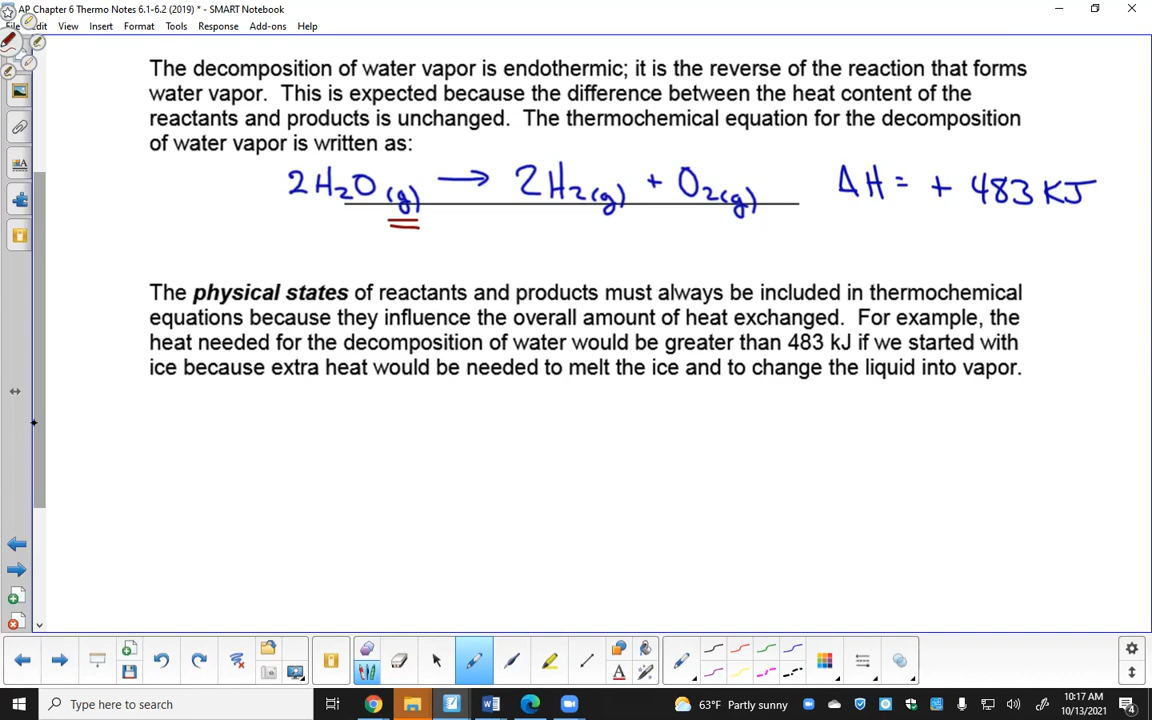 AP Chapter 6 Thermo Notes 6.1-6.2 (2019) * - SMART Notebook
File Edit View Insert Format Tools Response Add-ons Help
The decomposition of water vapor is endothermic; it is the reverse of the reaction that forms
water vapor. This is expected because the difference between the heat content of the
reactants and products is unchanged. The thermochemical equation for the decomposition
of water vapor is written as:
2H₂O (g) → 2H₂(g) + O₂(g) ΔH = + 483 KJ
The physical states of reactants and products must always be included in thermochemical
equations because they influence the overall amount of heat exchanged. For example, the
heat needed for the decomposition of water would be greater than 483 kJ if we started with
ice because extra heat would be needed to melt the ice and to change the liquid into vapor.
Type here to search
63°F Partly sunny
10:17 AM
10/13/2021
4